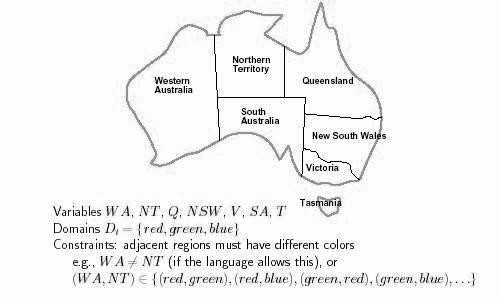 Northern
Territory
Western
Australia
Queensland
South
Australia
New South Wales
Victoria
Tasmania
Variables WA, NT, Q, NSW, V, SA, T
Domains Dᵢ = {red, green, blue}
Constraints: adjacent regions must have different colors
e.g., WA ≠ NT (if the language allows this), or
(WA, NT) ∈ {(red, green), (red, blue), (green, red), (green, blue), ...}